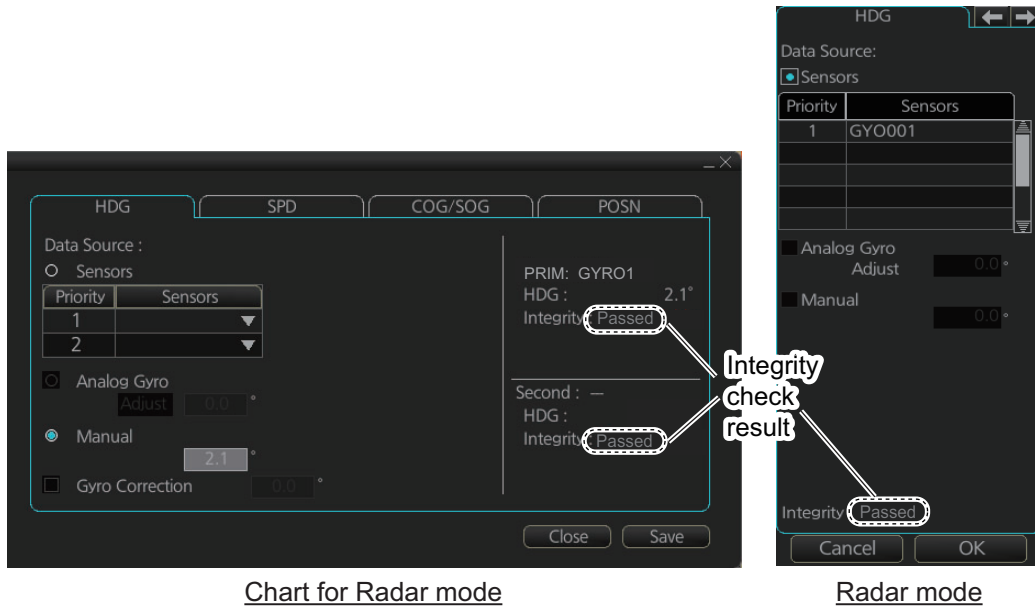 HDG SPD COG/SOG POSN
Data Source :
Sensors
Priority Sensors
1
2
Analog Gyro
Adjust 0.0 °
Manual
2.1 °
Gyro Correction 0.0 °
PRIM: GYRO1
HDG : 2.1°
Integrity : Passed
Second : —
HDG :
Integrity : Passed
Close Save
Chart for Radar mode
Integrity
check
result
HDG
Data Source:
Sensors
Priority Sensors
1 GYO001
Analog Gyro
Adjust 0.0 °
Manual
0.0 °
Integrity Passed
Cancel OK
Radar mode